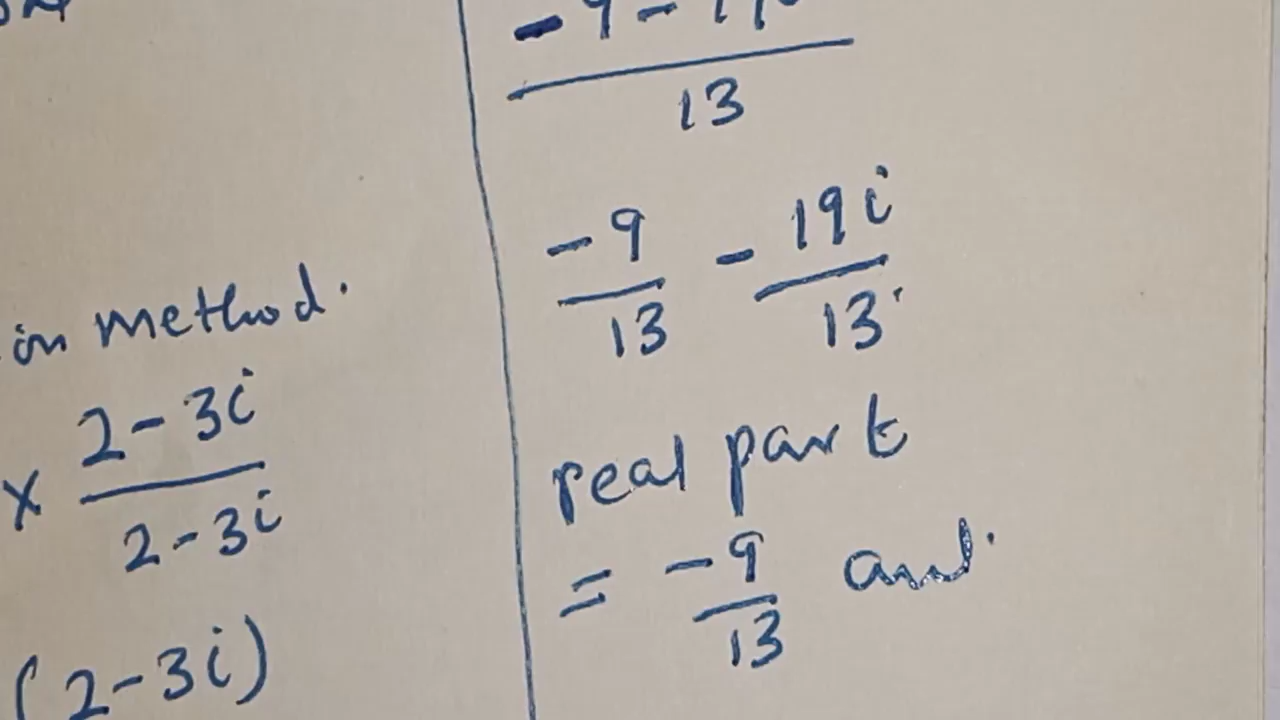 in method.
× 2-3i
2-3i
(2-3i)
13
-9/13 - 19i/13
real part
= -9/13 and.